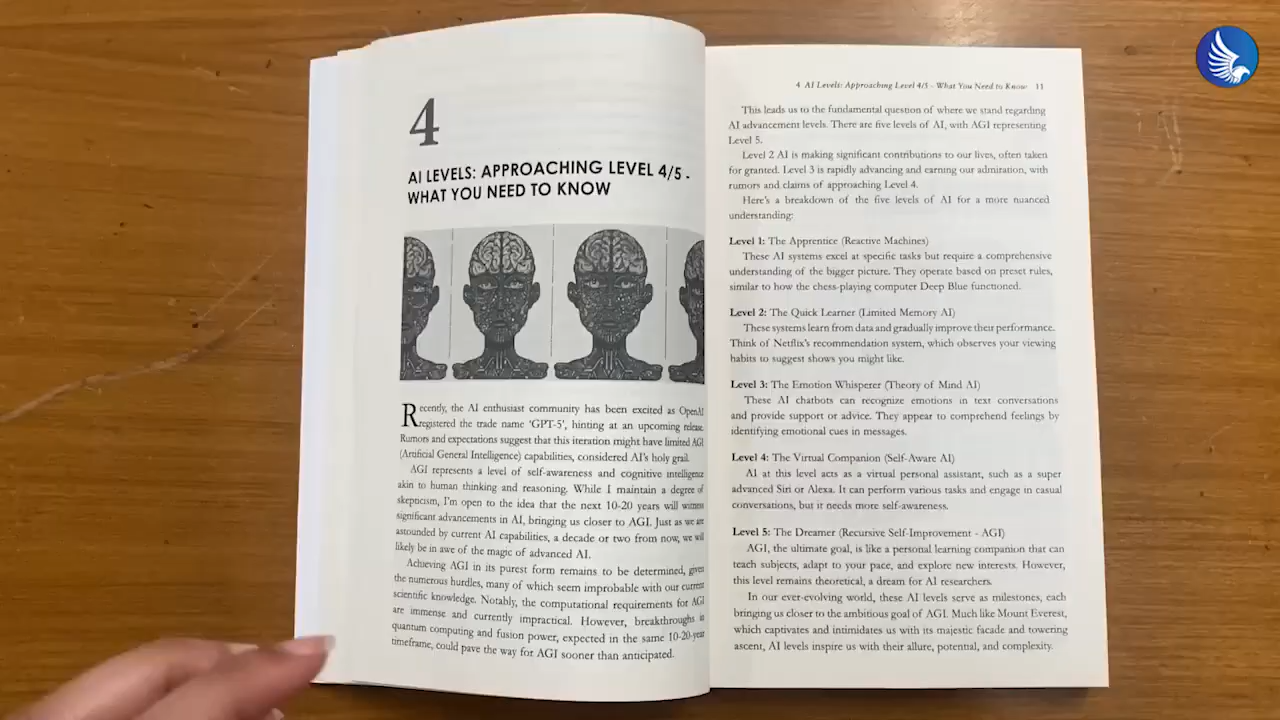 4
AI LEVELS: APPROACHING LEVEL 4/5 -
WHAT YOU NEED TO KNOW
Recently, the AI enthusiast community has been excited as OpenAI
registered the trade name 'GPT-5', hinting at an upcoming release.
Rumors and expectations suggest that this iteration might have limited AGI
(Artificial General Intelligence) capabilities, considered AI's holy grail.
AGI represents a level of self-awareness and cognitive intelligence
akin to human thinking and reasoning. While I maintain a degree of
skepticism, I'm open to the idea that the next 10-20 years will witness
significant advancements in AI, bringing us closer to AGI. Just as we are
astounded by current AI capabilities, a decade or two from now, we will
likely be in awe of the magic of advanced AI.
Achieving AGI in its purest form remains to be determined, given
the numerous hurdles, many of which seem improbable with our current
scientific knowledge. Notably, the computational requirements for AGI
are immense and currently impractical. However, breakthroughs in
quantum computing and fusion power, expected in the same 10-20-year
timeframe, could pave the way for AGI sooner than anticipated.
4 AI Levels: Approaching Level 4/5 - What You Need to Know 11
This leads us to the fundamental question of where we stand regarding
AI advancement levels. There are five levels of AI, with AGI representing
Level 5.
Level 2 AI is making significant contributions to our lives, often taken
for granted. Level 3 is rapidly advancing and earning our admiration, with
rumors and claims of approaching Level 4.
Here's a breakdown of the five levels of AI for a more nuanced
understanding:
Level 1: The Apprentice (Reactive Machines)
These AI systems excel at specific tasks but require a comprehensive
understanding of the bigger picture. They operate based on preset rules,
similar to how the chess-playing computer Deep Blue functioned.
Level 2: The Quick Learner (Limited Memory AI)
These systems learn from data and gradually improve their performance.
Think of Netflix's recommendation system, which observes your viewing
habits to suggest shows you might like.
Level 3: The Emotion Whisperer (Theory of Mind AI)
These AI chatbots can recognize emotions in text conversations
and provide support or advice. They appear to comprehend feelings by
identifying emotional cues in messages.
Level 4: The Virtual Companion (Self-Aware AI)
AI at this level acts as a virtual personal assistant, such as a super
advanced Siri or Alexa. It can perform various tasks and engage in casual
conversations, but it needs more self-awareness.
Level 5: The Dreamer (Recursive Self-Improvement - AGI)
AGI, the ultimate goal, is like a personal learning companion that can
teach subjects, adapt to your pace, and explore new interests. However,
this level remains theoretical, a dream for AI researchers.
In our ever-evolving world, these AI levels serve as milestones, each
bringing us closer to the ambitious goal of AGI. Much like Mount Everest,
which captivates and intimidates us with its majestic facade and towering
ascent, AI levels inspire us with their allure, potential, and complexity.